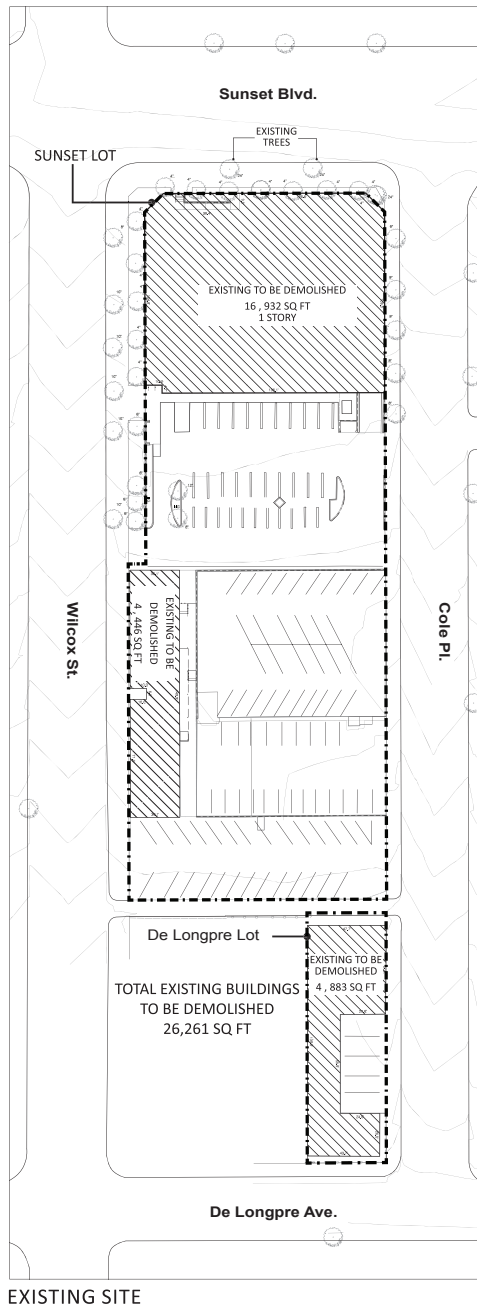 Sunset Blvd.
EXISTING
TREES
SUNSET LOT
EXISTING TO BE DEMOLISHED
16 , 932 SQ FT
1 STORY
EXISTING TO BE
DEMOLISHED
4 , 446 SQ FT
Wilcox St.
Cole Pl.
De Longpre Lot
EXISTING TO BE
DEMOLISHED
4 , 883 SQ FT
TOTAL EXISTING BUILDINGS
TO BE DEMOLISHED
26,261 SQ FT
De Longpre Ave.
EXISTING SITE